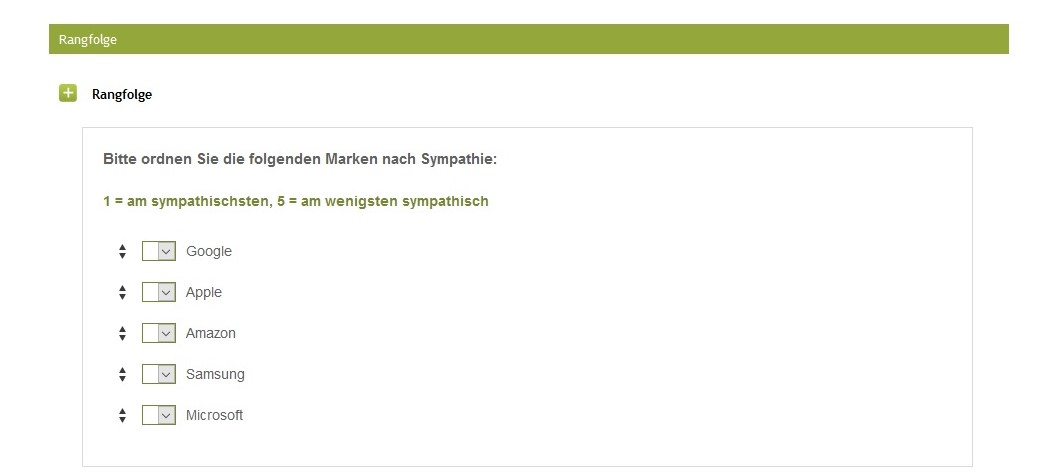 Rangfolge
Rangfolge
Bitte ordnen Sie die folgenden Marken nach Sympathie:
1 = am sympathischsten, 5 = am wenigsten sympathisch
Google
Apple
Amazon
Samsung
Microsoft